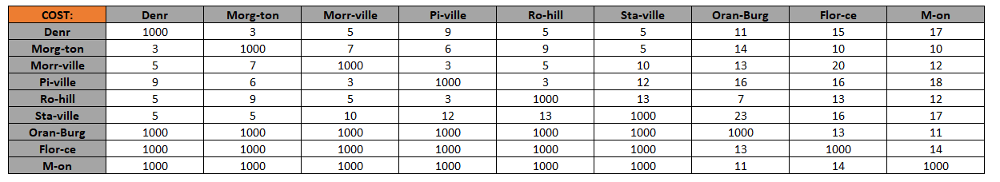 COST: Denr Morg-ton Morr-ville Pi-ville Ro-hill Sta-ville Oran-Burg Flor-ce M-on
Denr 1000 3 5 9 5 5 11 15 17
Morg-ton 3 1000 7 6 9 5 14 10 10
Morr-ville 5 7 1000 3 5 10 13 20 12
Pi-ville 9 6 3 1000 3 12 16 16 18
Ro-hill 5 9 5 3 1000 13 7 13 12
Sta-ville 5 5 10 12 13 1000 23 16 17
Oran-Burg 1000 1000 1000 1000 1000 1000 1000 13 11
Flor-ce 1000 1000 1000 1000 1000 1000 13 1000 14
M-on 1000 1000 1000 1000 1000 1000 11 14 1000